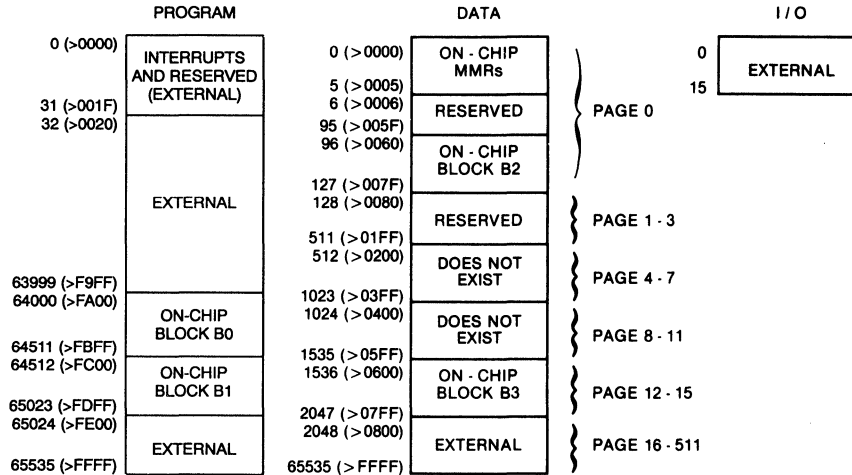 PROGRAM
0 (>0000)
INTERRUPTS
AND RESERVED
(EXTERNAL)
31 (>001F)
32 (>0020)
EXTERNAL
63999 (>F9FF)
64000 (>FA00)
ON-CHIP
BLOCK B0
64511 (>FBFF)
64512 (>FC00)
ON-CHIP
BLOCK B1
65023 (>FDFF)
65024 (>FE00)
EXTERNAL
65535 (>FFFF)
DATA
0 (>0000)
ON - CHIP
MMRs
5 (>0005)
6 (>0006)
RESERVED
95 (>005F)
96 (>0060)
ON - CHIP
BLOCK B2
127 (>007F)
PAGE 0
128 (>0080)
RESERVED
511 (>01FF)
PAGE 1 - 3
512 (>0200)
DOES NOT
EXIST
1023 (>03FF)
PAGE 4 - 7
1024 (>0400)
DOES NOT
EXIST
1535 (>05FF)
PAGE 8 - 11
1536 (>0600)
ON - CHIP
BLOCK B3
2047 (>07FF)
PAGE 12 - 15
2048 (>0800)
EXTERNAL
65535 (>FFFF)
PAGE 16 - 511
I / O
0
EXTERNAL
15